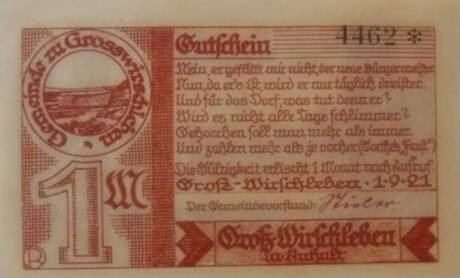 Gemeinde zu Grosswirschleben
4462 *
Gutschein
Nein, er gefällt mir nicht, der neue Bürgermeister
Nun, da er's ist, wird er nur täglich dreister.
Und für das Dorf, was tut denn er?
Wird es nicht alle Tage schlimmer?
Gehorchen soll man mehr als immer
Und zahlen mehr als je vorher (Goethes Faust)
Die Gültigkeit erlischt 1 Monat nach Aufruf.
Groß-Wirschleben · 1·9·21
Der Gemeindevorstand:
1 M
Groß-Wirschleben
in Anhalt